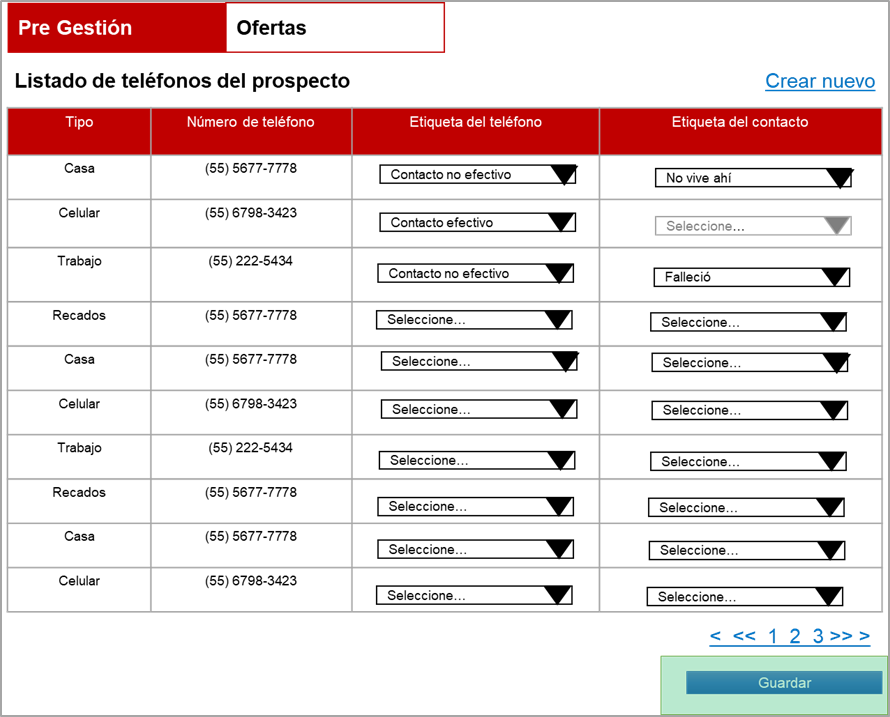 Pre Gestión Ofertas
Listado de teléfonos del prospecto Crear nuevo
Tipo Número de teléfono Etiqueta del teléfono Etiqueta del contacto
Casa (55) 5677-7778 Contacto no efectivo No vive ahí
Celular (55) 6798-3423 Contacto efectivo Seleccione...
Trabajo (55) 222-5434 Contacto no efectivo Falleció
Recados (55) 5677-7778 Seleccione... Seleccione...
Casa (55) 5677-7778 Seleccione... Seleccione...
Celular (55) 6798-3423 Seleccione... Seleccione...
Trabajo (55) 222-5434 Seleccione... Seleccione...
Recados (55) 5677-7778 Seleccione... Seleccione...
Casa (55) 5677-7778 Seleccione... Seleccione...
Celular (55) 6798-3423 Seleccione... Seleccione...
< << 1 2 3 >> >
Guardar